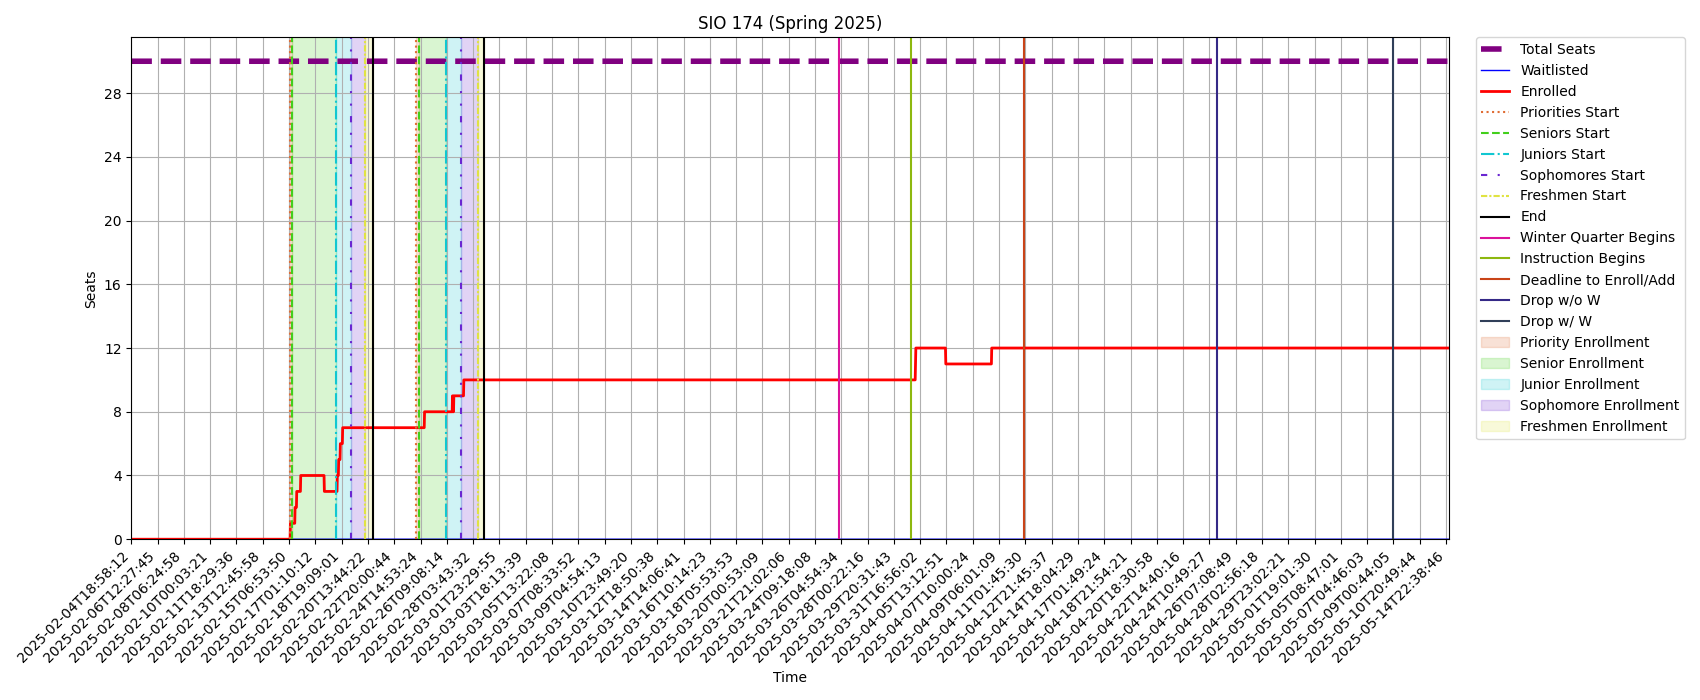 SIO 174 (Spring 2025)
Seats
28
24
20
16
12
8
4
0
2025-02-04T18:58:12
2025-02-06T12:27:45
2025-02-08T06:24:58
2025-02-10T00:03:21
2025-02-11T18:29:36
2025-02-13T12:45:58
2025-02-15T06:53:50
2025-02-17T01:10:12
2025-02-18T19:09:01
2025-02-20T13:44:22
2025-02-22T20:00:44
2025-02-24T14:53:24
2025-02-26T09:08:14
2025-02-28T03:43:32
2025-03-01T23:29:55
2025-03-03T18:13:39
2025-03-05T13:22:08
2025-03-07T08:33:52
2025-03-09T04:54:13
2025-03-10T23:49:20
2025-03-12T18:50:38
2025-03-14T14:06:41
2025-03-16T10:14:23
2025-03-18T05:53:53
2025-03-20T00:53:09
2025-03-21T21:02:06
2025-03-24T09:18:08
2025-03-26T04:54:34
2025-03-28T00:22:16
2025-03-29T20:31:43
2025-03-31T16:56:02
2025-04-05T13:12:51
2025-04-07T10:00:24
2025-04-09T06:01:09
2025-04-11T01:45:30
2025-04-12T21:45:37
2025-04-14T18:04:29
2025-04-17T01:49:24
2025-04-18T21:54:21
2025-04-20T18:30:58
2025-04-22T14:40:16
2025-04-24T10:49:27
2025-04-26T07:08:49
2025-04-28T02:56:18
2025-04-29T23:02:21
2025-05-01T19:01:30
2025-05-05T08:47:01
2025-05-07T04:46:03
2025-05-09T00:44:05
2025-05-10T20:49:44
2025-05-14T22:38:46
Time
Total Seats
Waitlisted
Enrolled
Priorities Start
Seniors Start
Juniors Start
Sophomores Start
Freshmen Start
End
Winter Quarter Begins
Instruction Begins
Deadline to Enroll/Add
Drop w/o W
Drop w/ W
Priority Enrollment
Senior Enrollment
Junior Enrollment
Sophomore Enrollment
Freshmen Enrollment